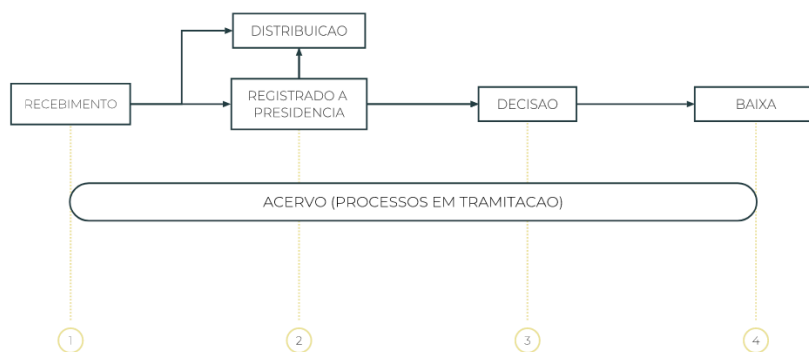 DISTRIBUICAO
RECEBIMENTO
REGISTRADO A
PRESIDENCIA
DECISAO
BAIXA
ACERVO (PROCESSOS EM TRAMITACAO)
1
2
3
4